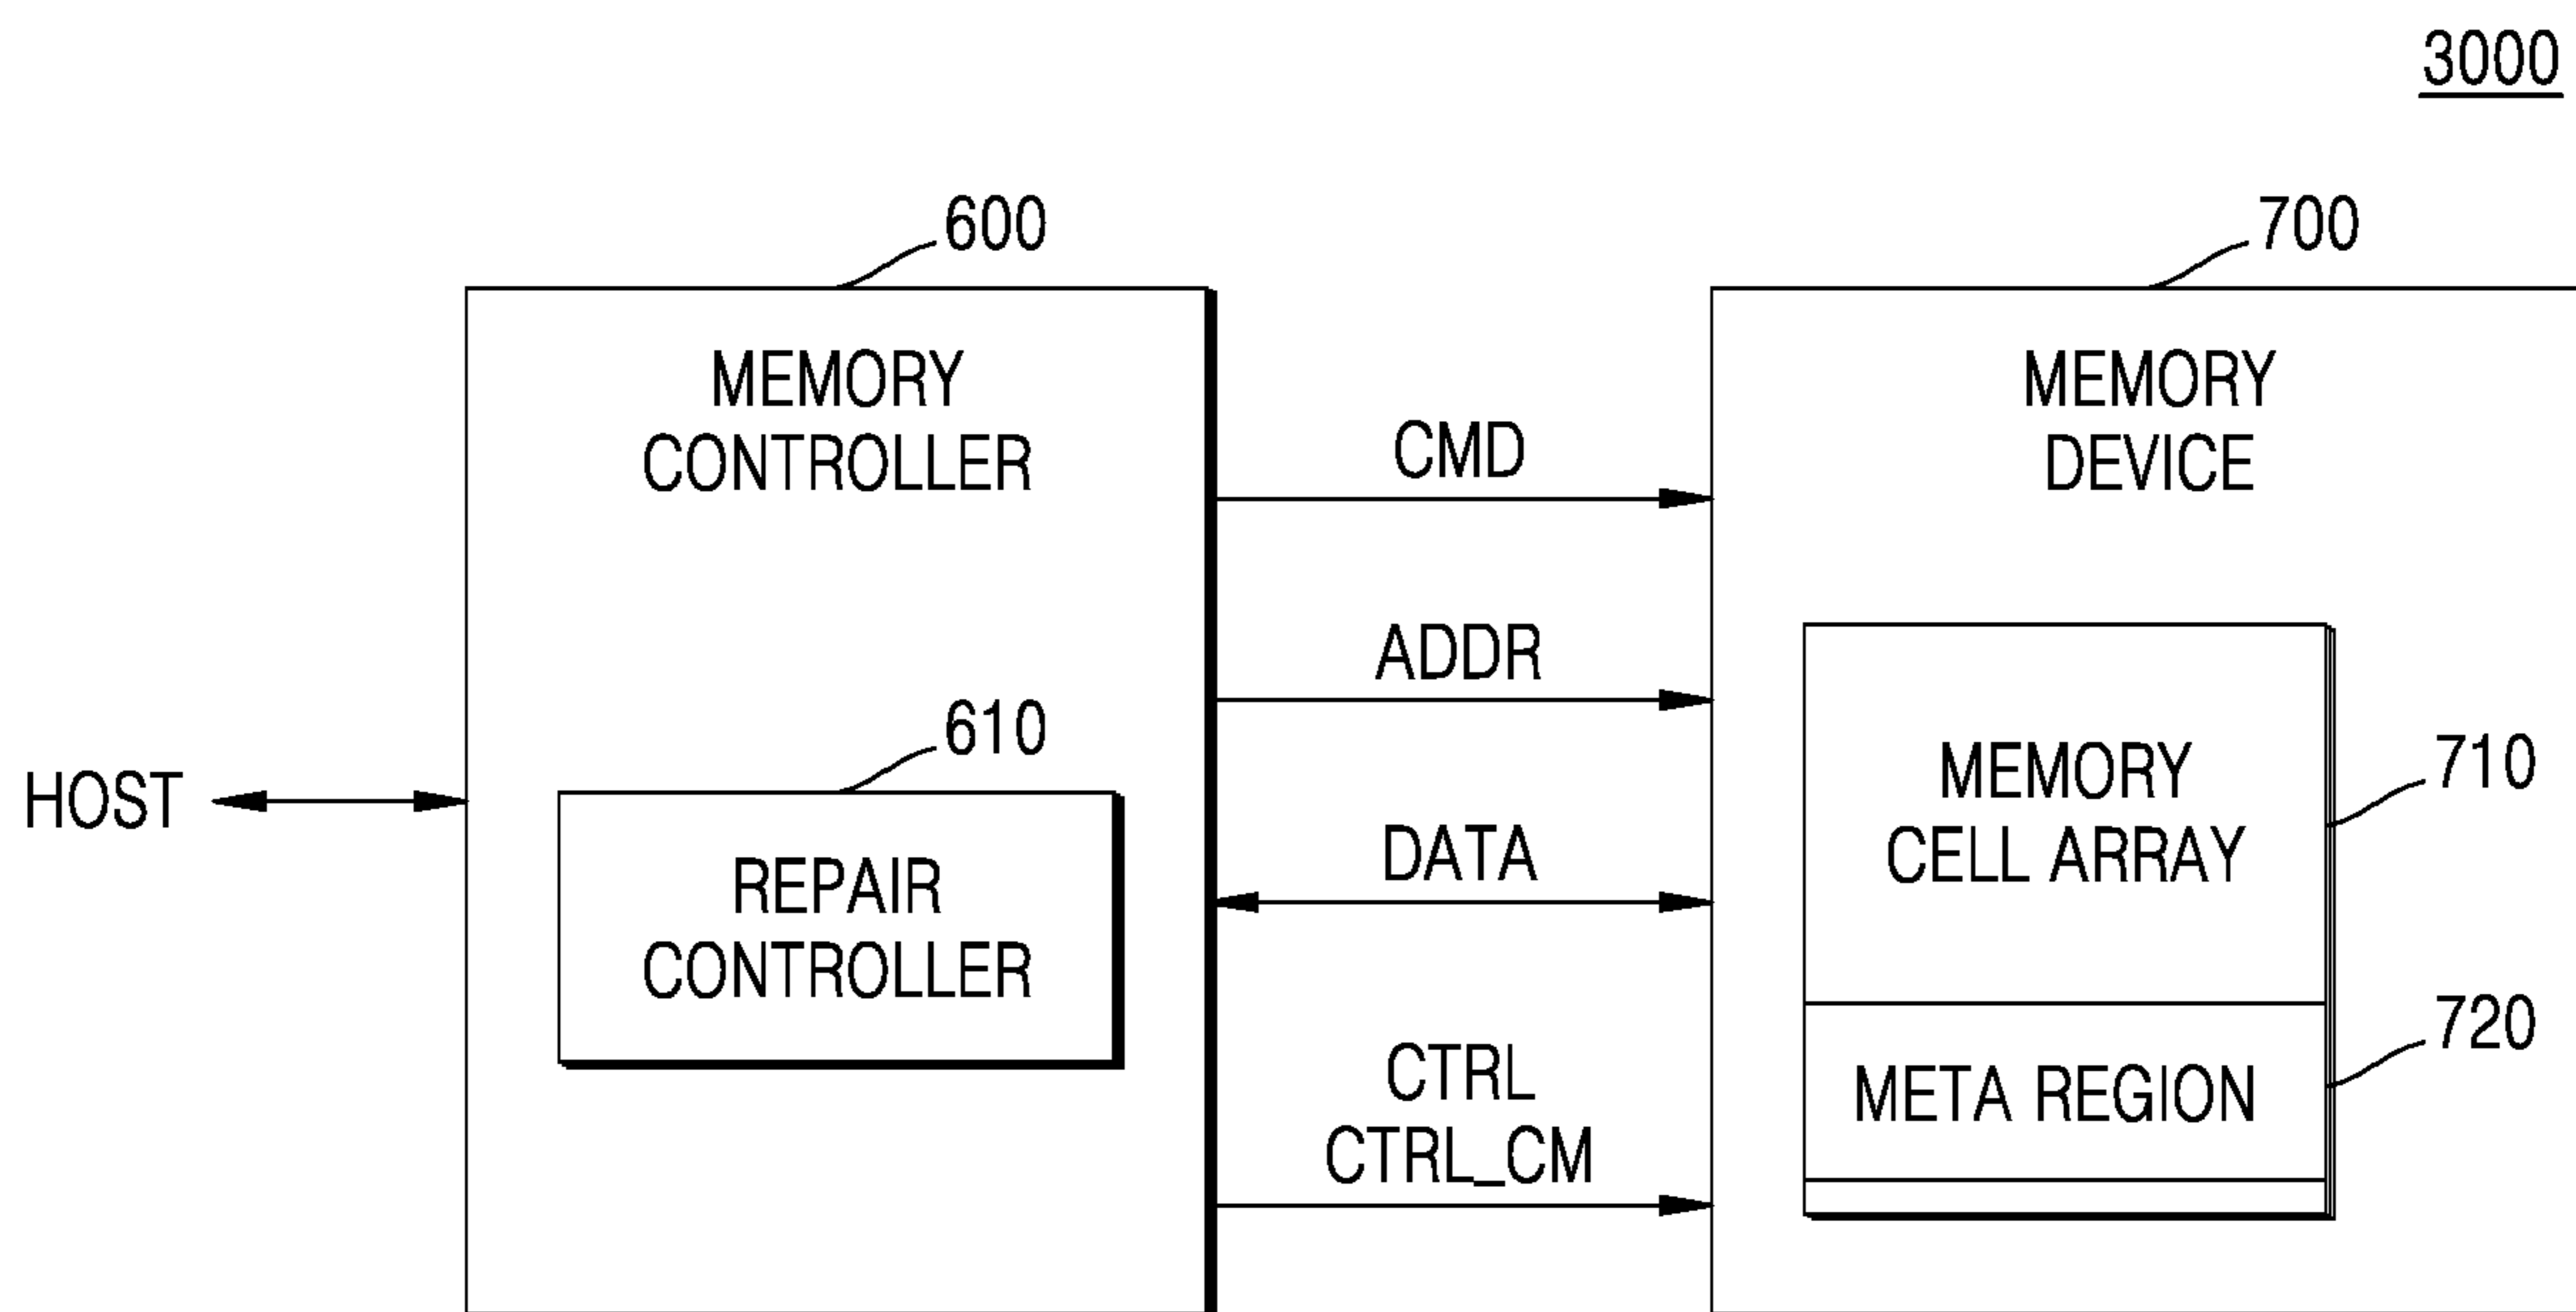 3000
600
700
MEMORY
CONTROLLER
MEMORY
DEVICE
CMD
ADDR
610
710
HOST
REPAIR
CONTROLLER
DATA
MEMORY
CELL ARRAY
720
CTRL
CTRL_CM
META REGION